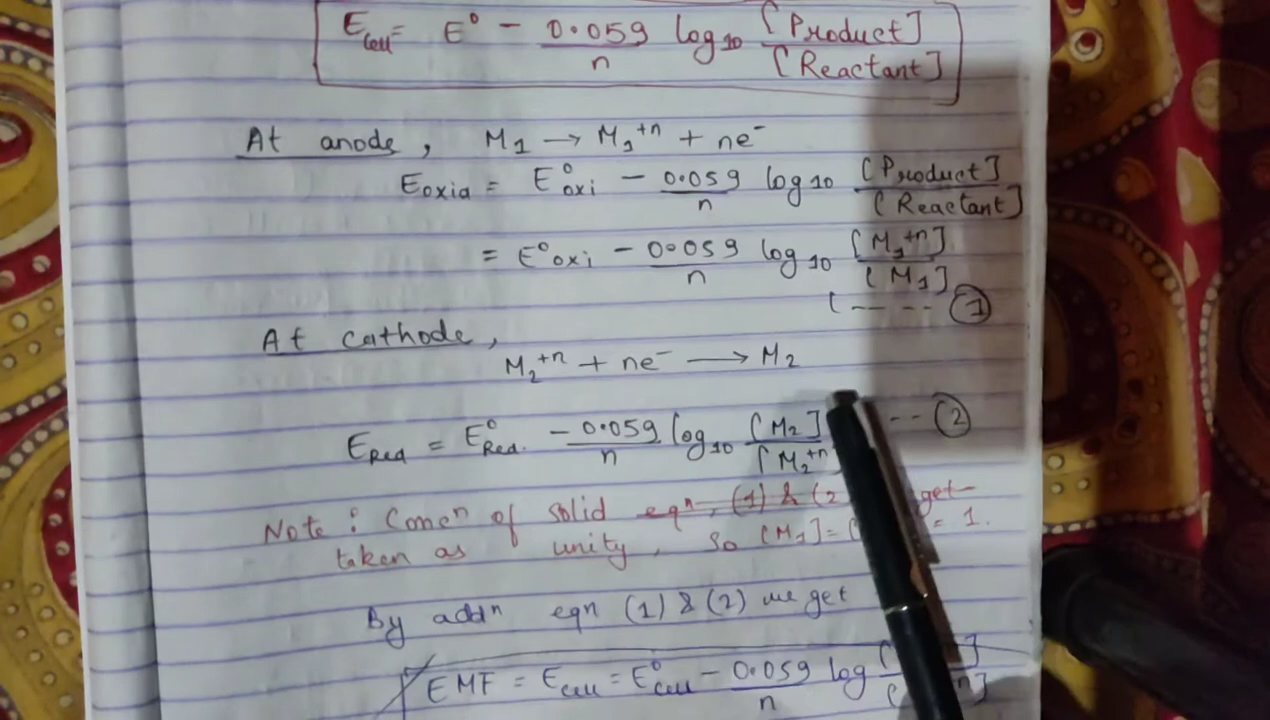 E_cell = E° - 0.059/n log10 [Product]/[Reactant]
At anode, M1 → M1^+n + ne⁻
Eoxia = E°oxi - 0.059/n log10 [Product]/[Reactant]
= E°oxi - 0.059/n log10 [M1^+n]/[M1]
(----- ①
At cathode,
M2^+n + ne⁻ → M2
ERed = E°Red. - 0.059/n log10 [M2]/[M2^+n -- ②
Note: Concn of solid eqn, (1) & (2 get
taken as unity, so [M1]=[ = 1.
By addn eqn (1) & (2) we get
EMF = Ecell = E°cell - 0.059/n log [ ]/[ n]